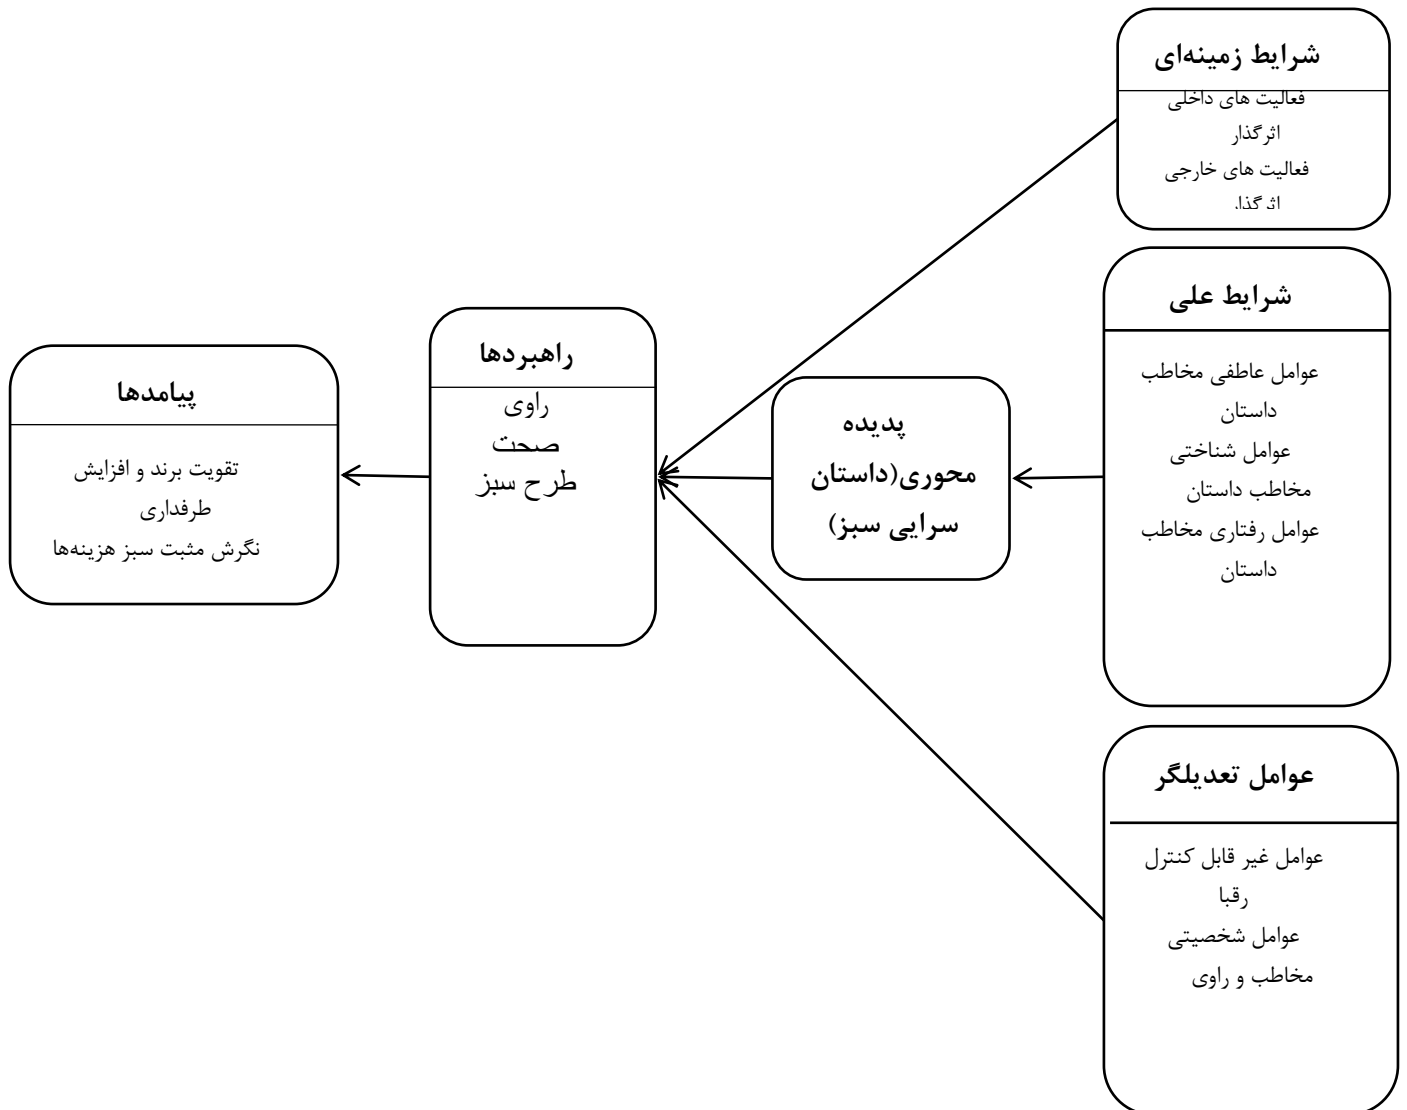 شرایط زمینه‌ای
فعالیت های داخلی
اثرگذار
فعالیت های خارجی
اثرگذار
شرایط علی
عوامل عاطفی مخاطب
داستان
عوامل شناختی
مخاطب داستان
عوامل رفتاری مخاطب
داستان
عوامل تعدیلگر
عوامل غیر قابل کنترل
رقبا
عوامل شخصیتی
مخاطب و راوی
پدیده
محوری(داستان
سرایی سبز)
راهبردها
راوی
صحت
طرح سبز
پیامدها
تقویت برند و افزایش
طرفداری
نگرش مثبت سبز هزینه‌ها